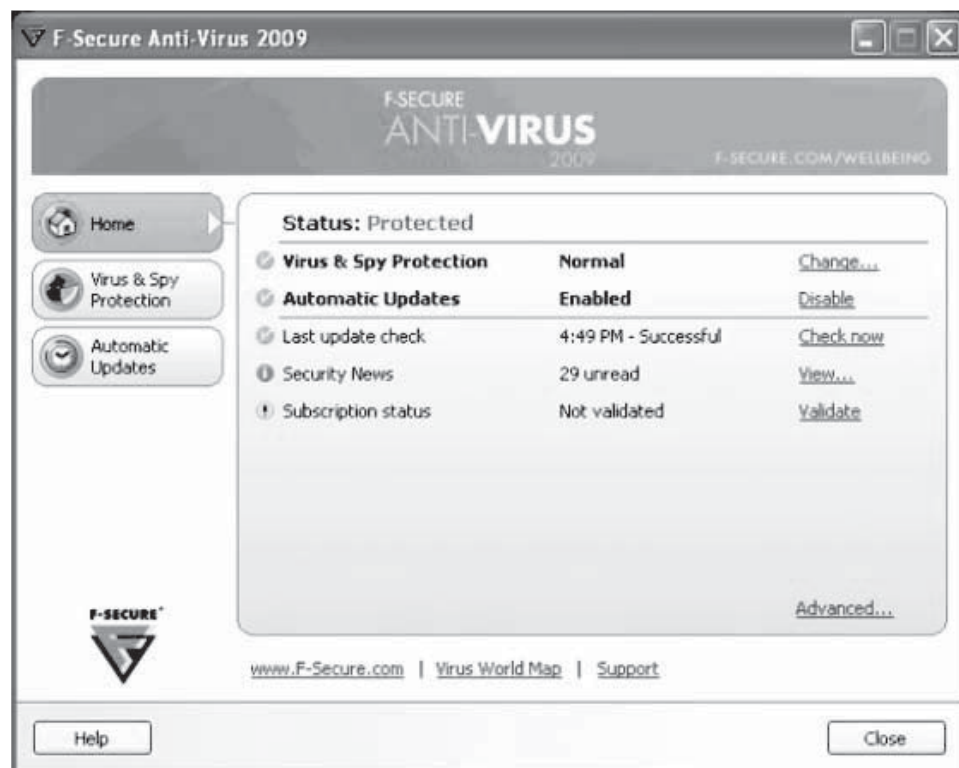 F-Secure Anti-Virus 2009
F-SECURE
ANTI-VIRUS
2009
F-SECURE.COM/WELLBEING
Home
Virus & Spy
Protection
Automatic
Updates
Status: Protected
Virus & Spy Protection Normal Change...
Automatic Updates Enabled Disable
Last update check 4:49 PM - Successful Check now
Security News 29 unread View...
Subscription status Not validated Validate
Advanced...
F-SECURE®
www.F-Secure.com | Virus World Map | Support
Help
Close